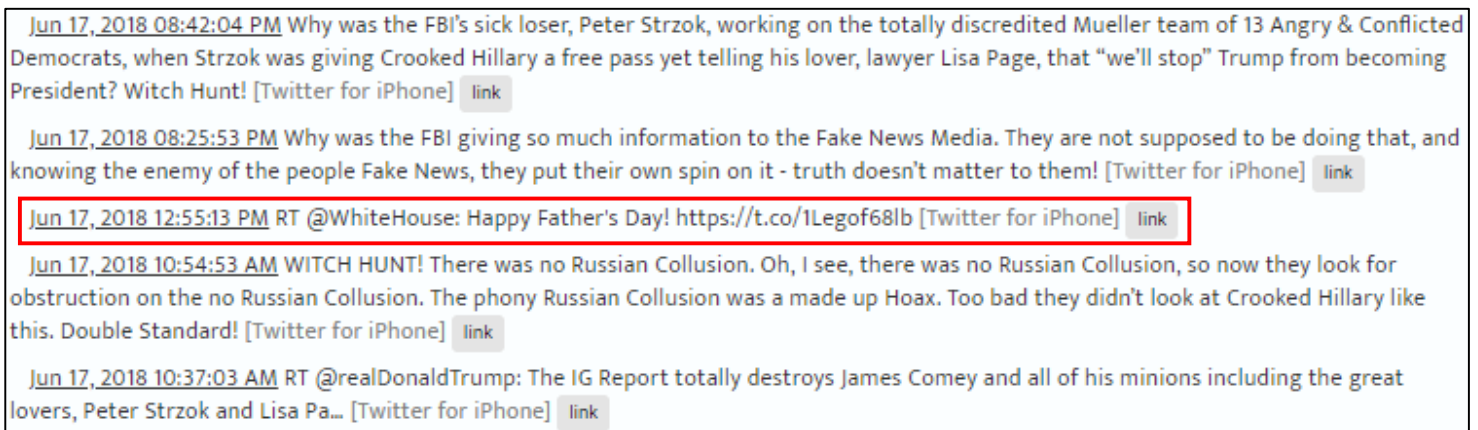 Jun 17, 2018 08:42:04 PM Why was the FBI’s sick loser, Peter Strzok, working on the totally discredited Mueller team of 13 Angry & Conflicted
Democrats, when Strzok was giving Crooked Hillary a free pass yet telling his lover, lawyer Lisa Page, that “we’ll stop” Trump from becoming
President? Witch Hunt! [Twitter for iPhone] link
Jun 17, 2018 08:25:53 PM Why was the FBI giving so much information to the Fake News Media. They are not supposed to be doing that, and
knowing the enemy of the people Fake News, they put their own spin on it - truth doesn’t matter to them! [Twitter for iPhone] link
Jun 17, 2018 12:55:13 PM RT @WhiteHouse: Happy Father's Day! https://t.co/1Legof68lb [Twitter for iPhone] link
Jun 17, 2018 10:54:53 AM WITCH HUNT! There was no Russian Collusion. Oh, I see, there was no Russian Collusion, so now they look for
obstruction on the no Russian Collusion. The phony Russian Collusion was a made up Hoax. Too bad they didn’t look at Crooked Hillary like
this. Double Standard! [Twitter for iPhone] link
Jun 17, 2018 10:37:03 AM RT @realDonaldTrump: The IG Report totally destroys James Comey and all of his minions including the great
lovers, Peter Strzok and Lisa Pa… [Twitter for iPhone] link